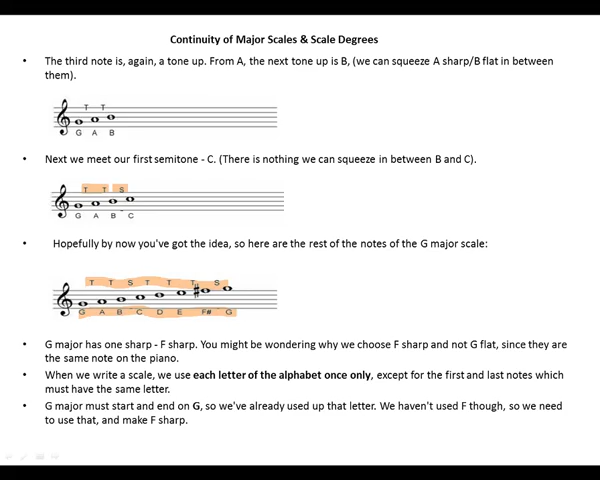 Continuity of Major Scales & Scale Degrees
• The third note is, again, a tone up. From A, the next tone up is B, (we can squeeze A sharp/B flat in between
them).
T T
G A B
• Next we meet our first semitone - C. (There is nothing we can squeeze in between B and C).
T T S
G A B C
• Hopefully by now you've got the idea, so here are the rest of the notes of the G major scale:
T T S T T T S
G A B C D E F# G
• G major has one sharp - F sharp. You might be wondering why we choose F sharp and not G flat, since they are
the same note on the piano.
• When we write a scale, we use each letter of the alphabet once only, except for the first and last notes which
must have the same letter.
• G major must start and end on G, so we've already used up that letter. We haven't used F though, so we need
to use that, and make F sharp.